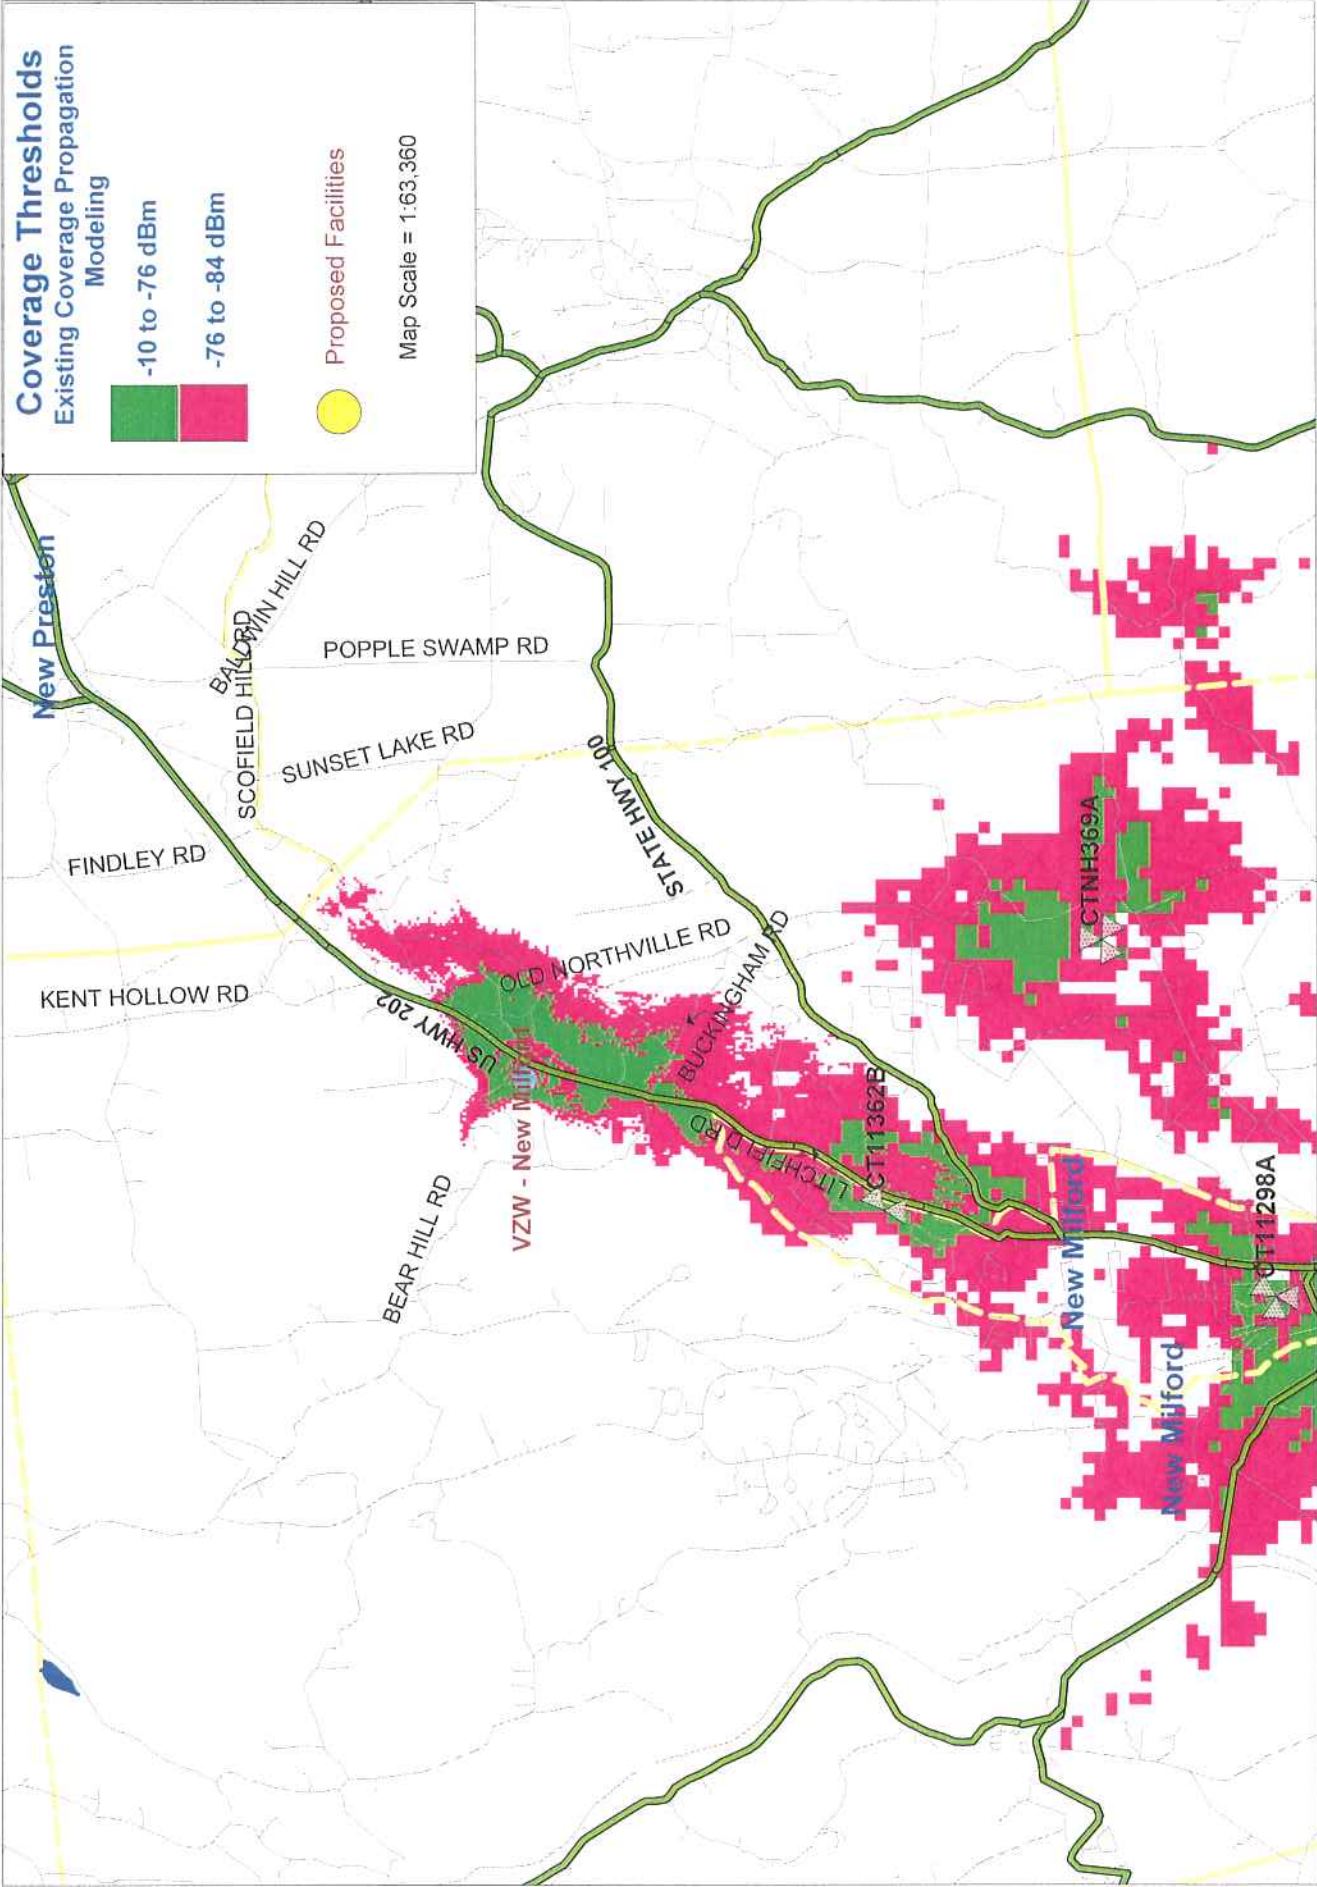 Coverage Thresholds
Existing Coverage Propagation
Modeling
-10 to -76 dBm
-76 to -84 dBm
Proposed Facilities
Map Scale = 1:63,360
New Preston
BALDWIN HILL RD
SCOFIELD HILL RD
POPPLE SWAMP RD
SUNSET LAKE RD
FINDLEY RD
KENT HOLLOW RD
US HWY 202
STATE HWY 100
OLD NORTHVILLE RD
BUCKINGHAM RD
VZW - New Milford 1
BEAR HILL RD
LITCHFIELD RD
CT11362B
CTNH369A
New Milford
New Milford
CT11298A